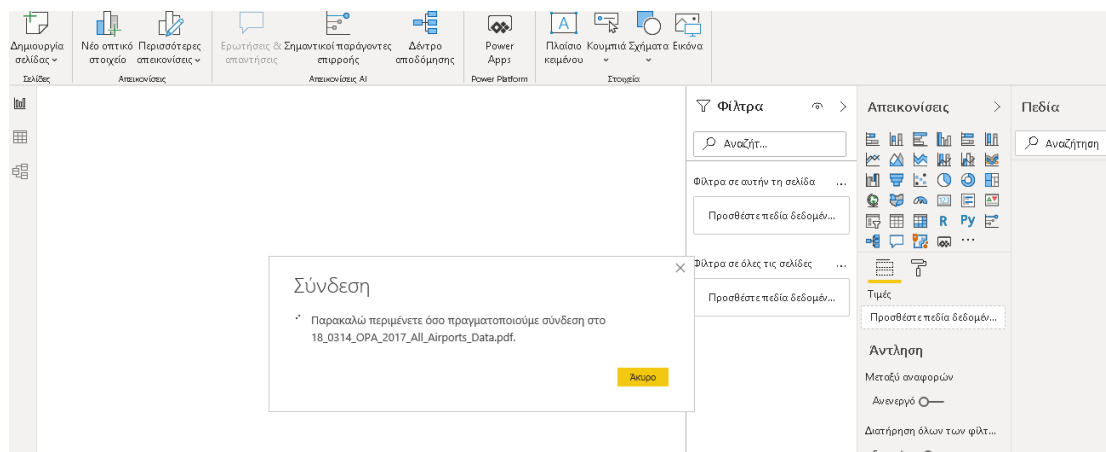 Δημιουργία
σελίδας
Νέο οπτικό
στοιχείο
Περισσότερες
απεικονίσεις
Ερωτήσεις &
απαντήσεις
Σημαντικοί παράγοντες
επιρροής
Δέντρο
αποδόμησης
Power
Apps
Πλαίσιο
κειμένου
Κουμπιά
Σχήματα
Εικόνα
Σελίδες
Απεικονίσεις
Απεικονίσεις AI
Power Platform
Στοιχεία
Φίλτρα
Αναζήτ...
Φίλτρα σε αυτήν τη σελίδα ...
Προσθέστε πεδία δεδομέν...
Φίλτρα σε όλες τις σελίδες ...
Προσθέστε πεδία δεδομέν...
Απεικονίσεις
R Py
Τιμές
Προσθέστε πεδία δεδομέν...
Άντληση
Μεταξύ αναφορών
Ανενεργό
Διατήρηση όλων των φίλτ...
Πεδία
Αναζήτηση
Σύνδεση
Παρακαλώ περιμένετε όσο πραγματοποιούμε σύνδεση στο
18_0314_OPA_2017_All_Airports_Data.pdf.
Άκυρο